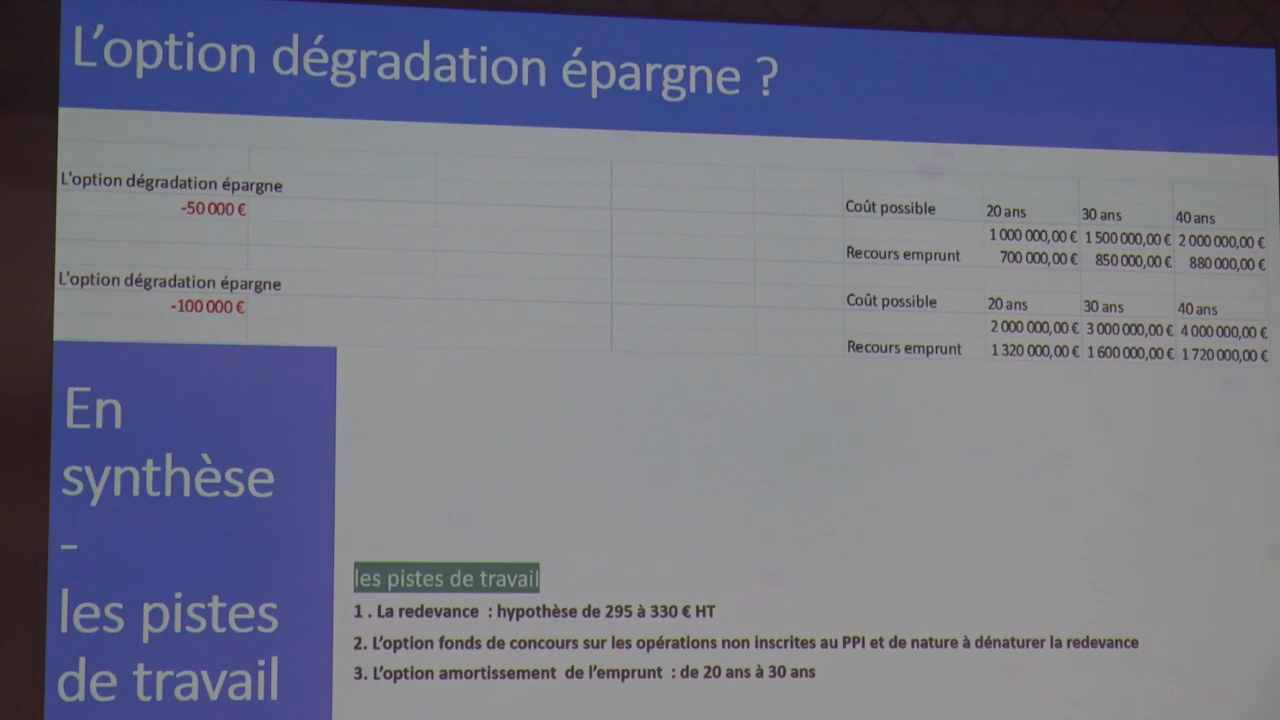 L'option dégradation épargne ?
L'option dégradation épargne
-50 000 €
Coût possible 20 ans 30 ans 40 ans
1 000 000,00 € 1 500 000,00 € 2 000 000,00 €
Recours emprunt 700 000,00 € 850 000,00 € 880 000,00 €
L'option dégradation épargne
-100 000 €
Coût possible 20 ans 30 ans 40 ans
2 000 000,00 € 3 000 000,00 € 4 000 000,00 €
Recours emprunt 1 320 000,00 € 1 600 000,00 € 1 720 000,00 €
En
synthèse
-
les pistes
de travail
les pistes de travail
1 . La redevance : hypothèse de 295 à 330 € HT
2. L'option fonds de concours sur les opérations non inscrites au PPI et de nature à dénaturer la redevance
3. L'option amortissement de l'emprunt : de 20 ans à 30 ans